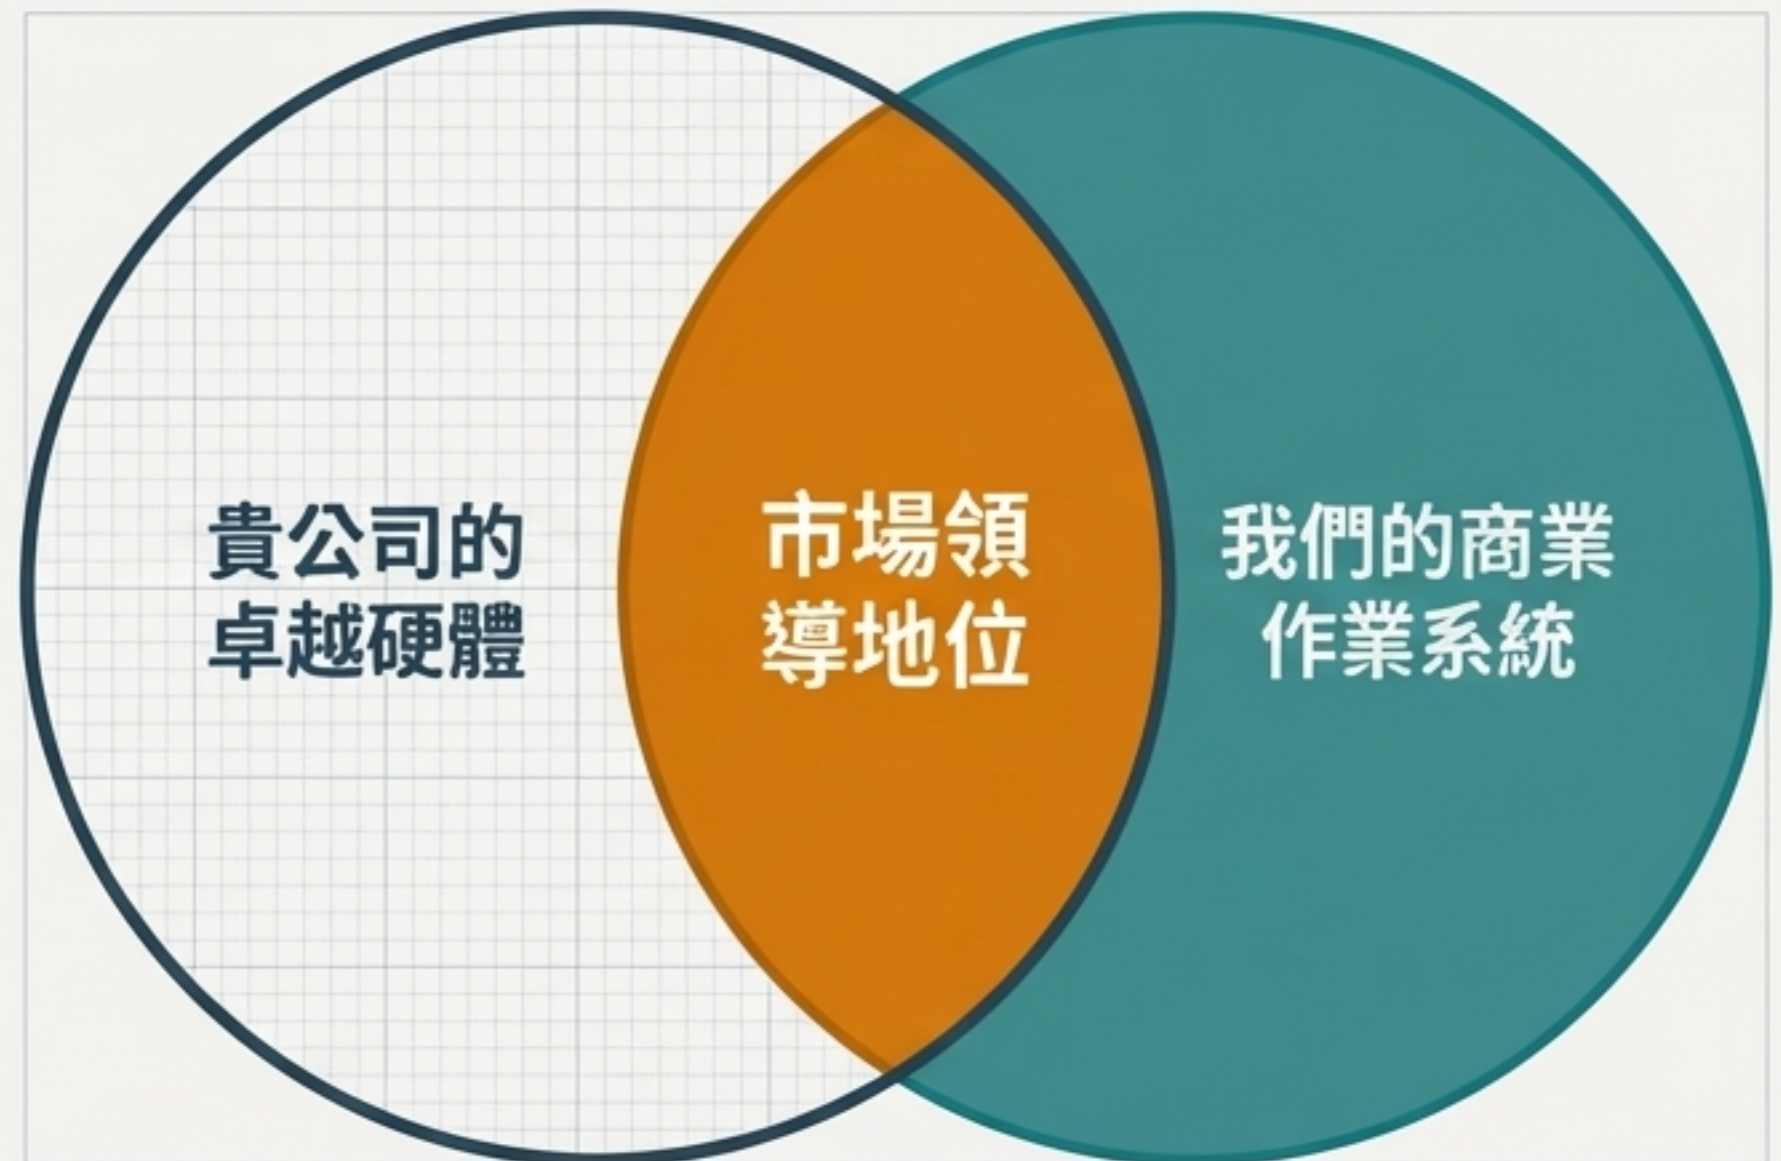 貴公司的
卓越硬體
市場領
導地位
我們的商業
作業系統